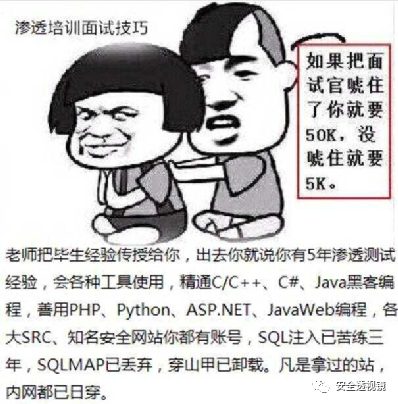 渗透培训面试技巧
如果把面
试官唬住
了你就要
50K，没
唬住就要
5K。
老师把毕生经验传授给你，出去你就说你有5年渗透测试
经验，会各种工具使用，精通C/C++、C#、Java黑客编
程，善用PHP、Python、ASP.NET、JavaWeb编程，各
大SRC、知名安全网站你都有账号，SQL注入已苦练三
年，SQLMAP已丢弃，穿山甲已卸载。凡是拿过的站，
内网都已日穿。
安全透视镜